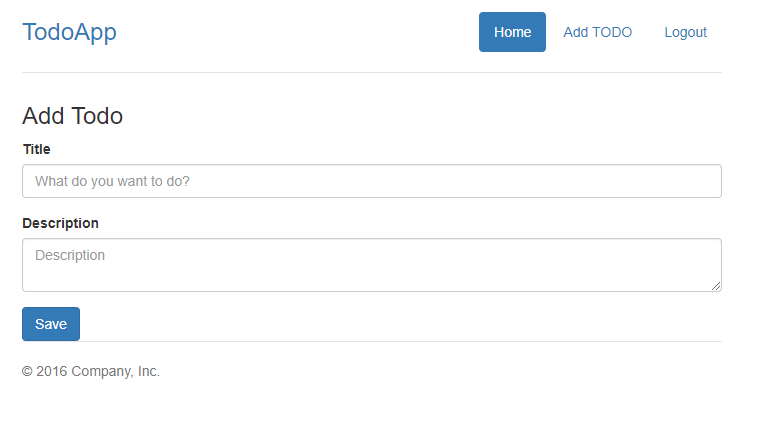 TodoApp Home Add TODO Logout
Add Todo
Title
What do you want to do?
Description
Description
Save
© 2016 Company, Inc.